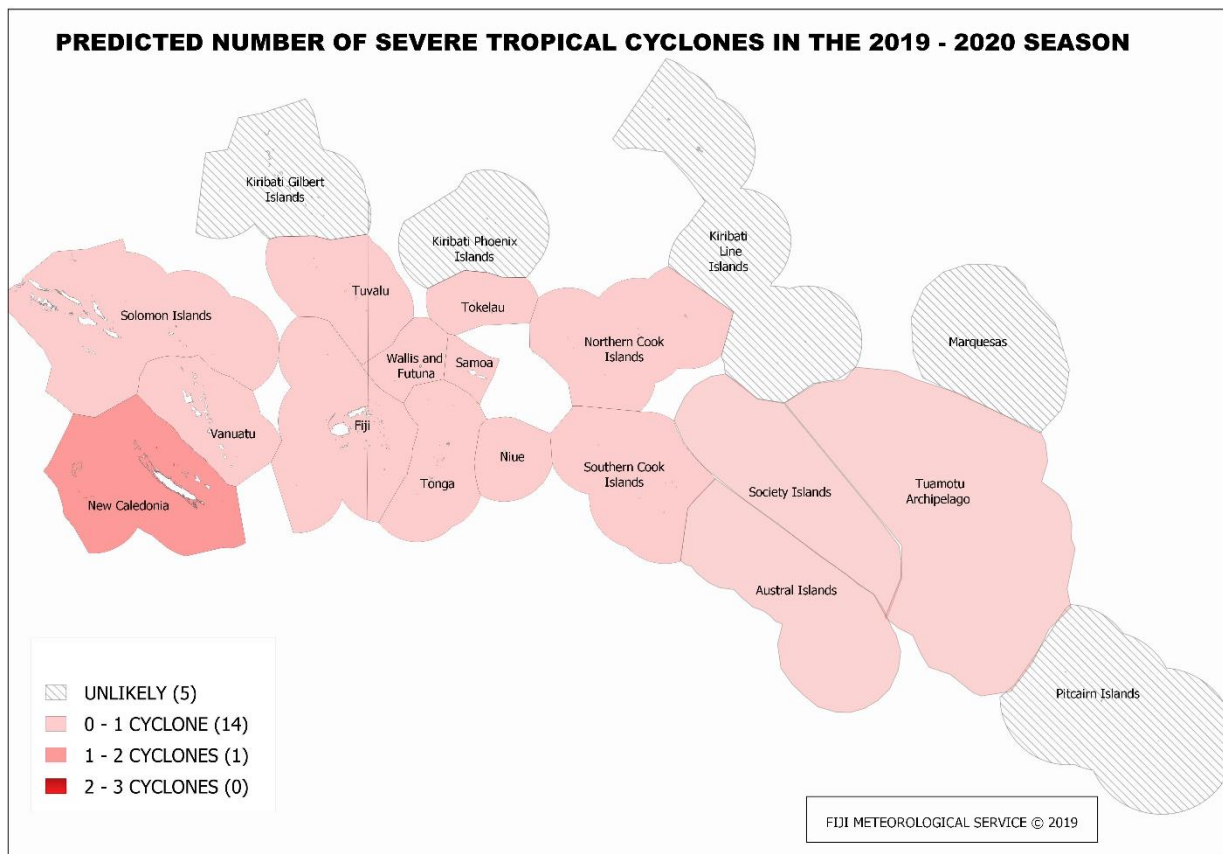 PREDICTED NUMBER OF SEVERE TROPICAL CYCLONES IN THE 2019 - 2020 SEASON
Kiribati Gilbert
Islands
Kiribati Phoenix
Islands
Kiribati
Line
Islands
Marquesas
Solomon Islands
Tuvalu
Tokelau
Northern Cook
Islands
Wallis and
Futuna
Samoa
Vanuatu
Fiji
New Caledonia
Tonga
Niue
Southern Cook
Islands
Society Islands
Tuamotu
Archipelago
Austral Islands
Pitcairn Islands
UNLIKELY (5)
0 - 1 CYCLONE (14)
1 - 2 CYCLONES (1)
2 - 3 CYCLONES (0)
FIJI METEOROLOGICAL SERVICE © 2019